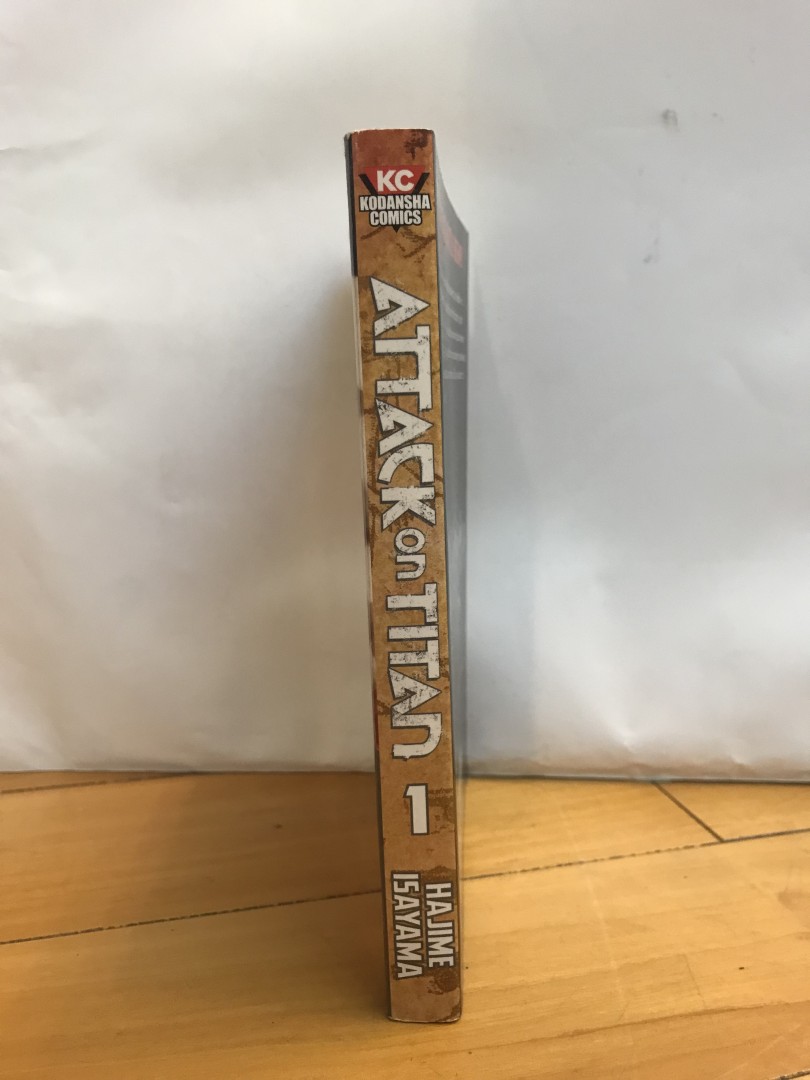 KC
KODANSHA
COMICS
ATTACK on TITAN
1
HAJIME
ISAYAMA